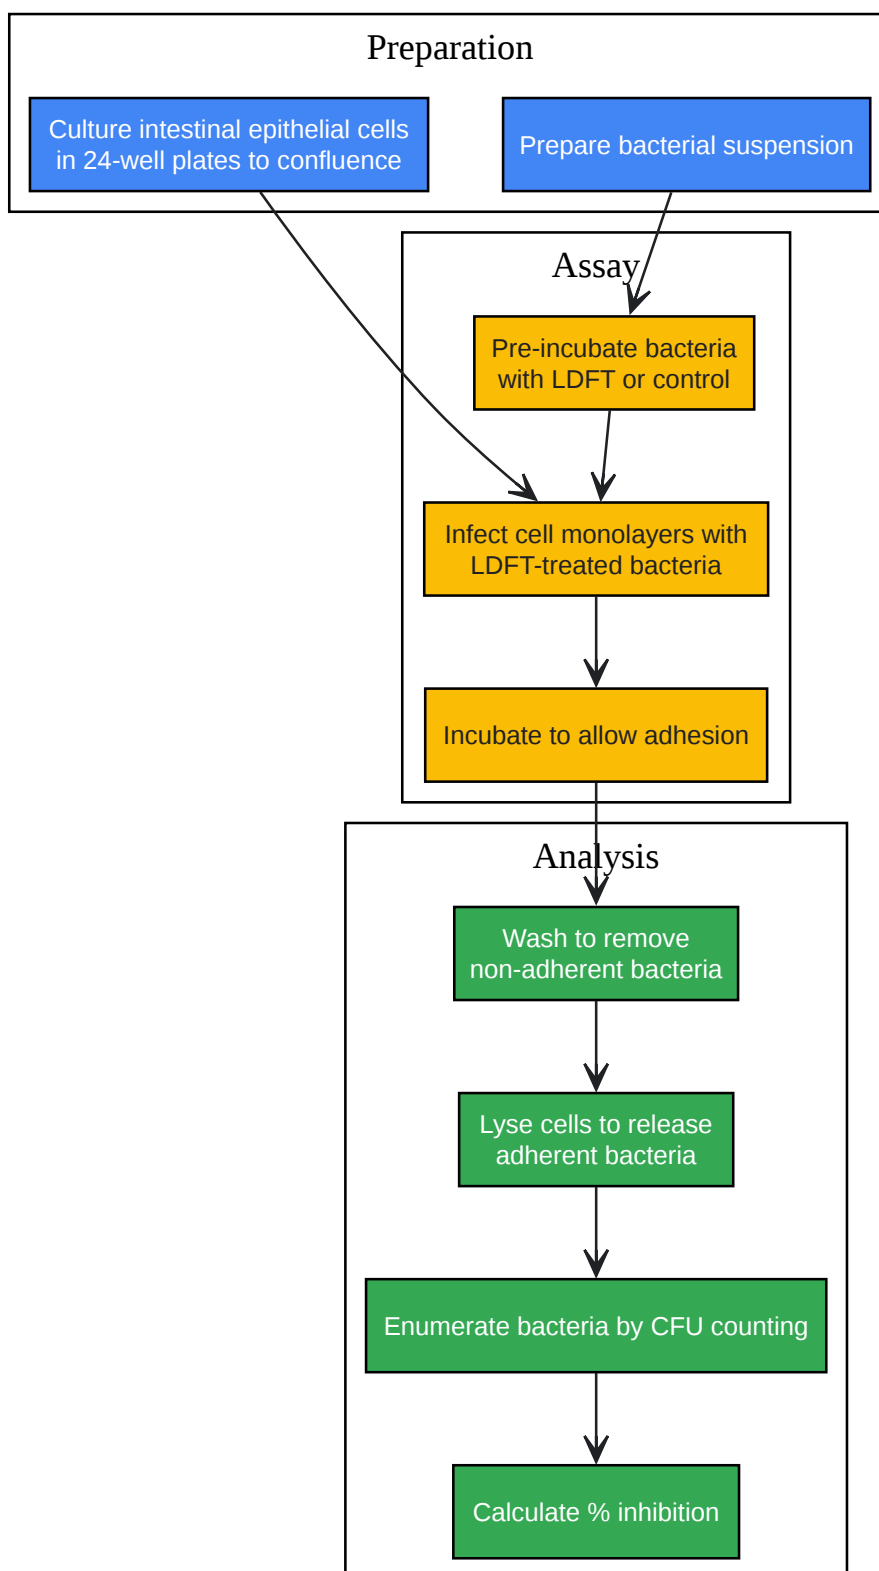 Preparation
Culture intestinal epithelial cells
in 24-well plates to confluence
Prepare bacterial suspension
Assay
Pre-incubate bacteria
with LDFT or control
Infect cell monolayers with
LDFT-treated bacteria
Incubate to allow adhesion
Analysis
Wash to remove
non-adherent bacteria
Lyse cells to release
adherent bacteria
Enumerate bacteria by CFU counting
Calculate % inhibition